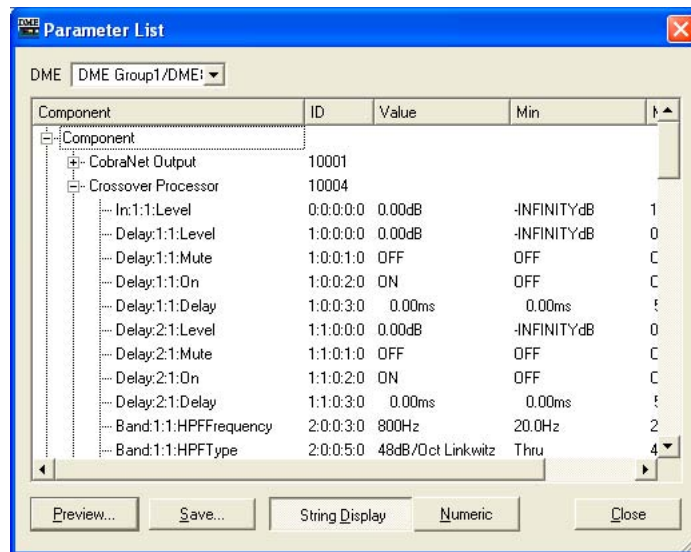 DME
Parameter List
DME DME Group1/DME
Component ID Value Min
Component
CobraNet Output 10001
Crossover Processor 10004
In:1:1:Level 0:0:0:0:0 0.00dB -INFINITYdB 1
Delay:1:1:Level 1:0:0:0:0 0.00dB -INFINITYdB 0
Delay:1:1:Mute 1:0:0:1:0 OFF OFF
Delay:1:1:On 1:0:0:2:0 ON OFF
Delay:1:1:Delay 1:0:0:3:0 0.00ms 0.00ms
Delay:2:1:Level 1:1:0:0:0 0.00dB -INFINITYdB 0
Delay:2:1:Mute 1:1:0:1:0 OFF OFF
Delay:2:1:On 1:1:0:2:0 ON OFF
Delay:2:1:Delay 1:1:0:3:0 0.00ms 0.00ms
Band:1:1:HPFFrequency 2:0:0:3:0 800Hz 20.0Hz 2
Band:1:1:HPFType 2:0:0:5:0 48dB/Oct Linkwitz Thru 4
Preview... Save... String Display Numeric Close